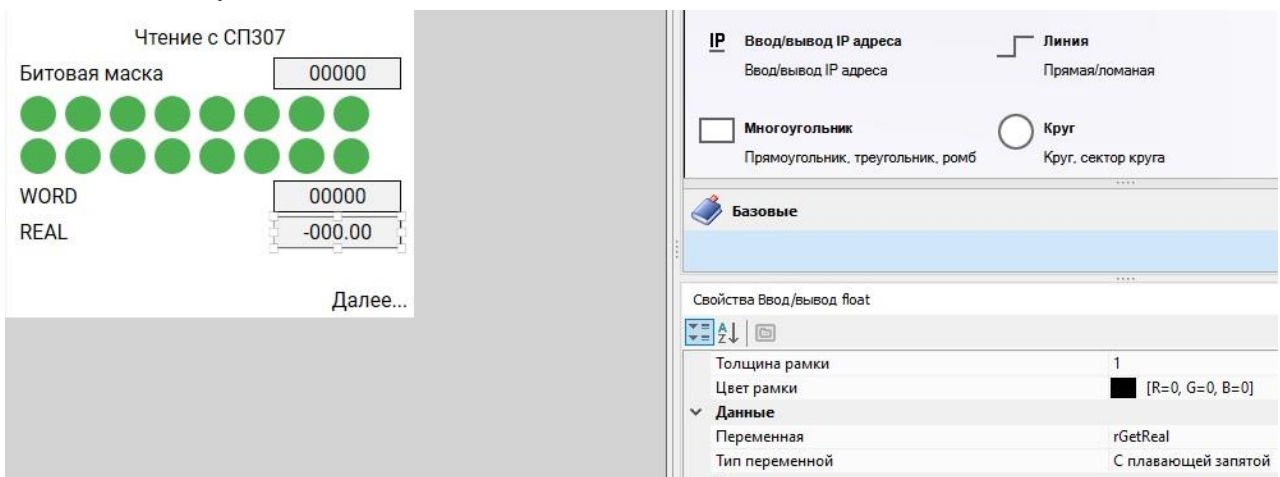 Чтение с СП307
Битовая маска 00000
WORD 00000
REAL -000.00
Далее...
IP Ввод/вывод IP адреса
Ввод/вывод IP адреса
Линия
Прямая/ломаная
Многоугольник
Прямоугольник, треугольник, ромб
Круг
Круг, сектор круга
Базовые
Свойства Ввод/вывод float
Толщина рамки 1
Цвет рамки [R=0, G=0, B=0]
Данные
Переменная rGetReal
Тип переменной С плавающей запятой